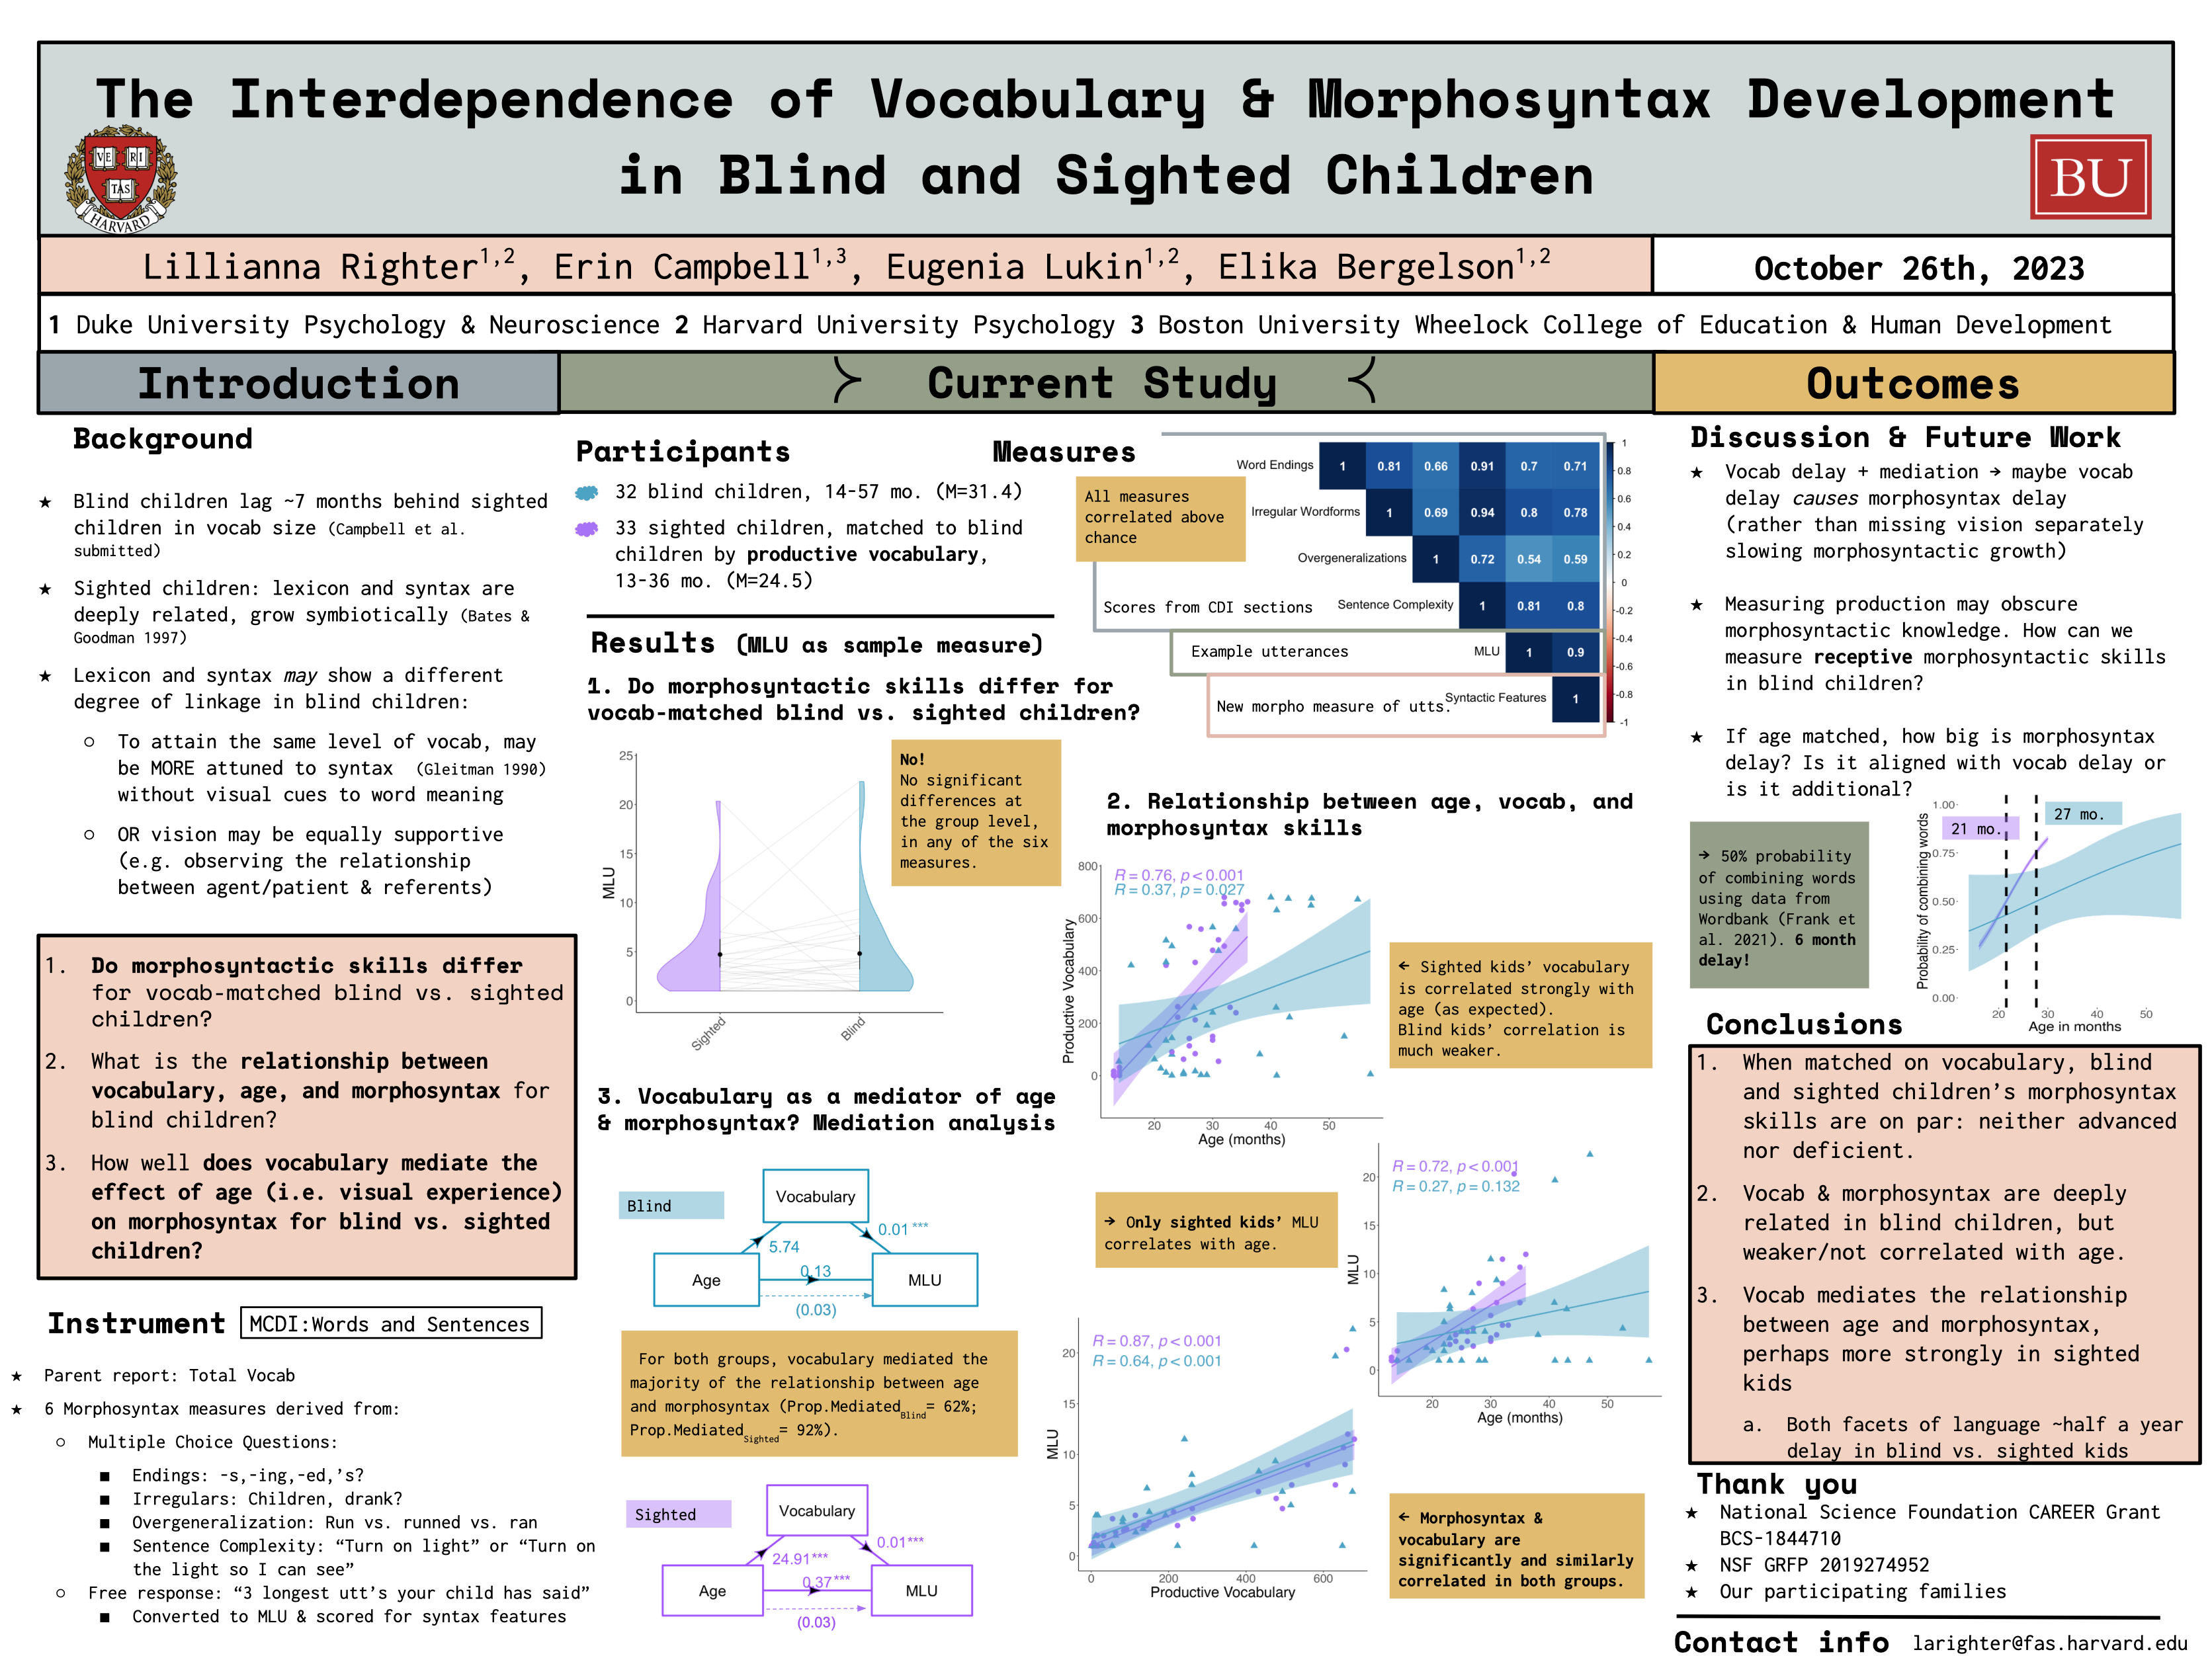 The Interdependence of Vocabulary & Morphosyntax Development
in Blind and Sighted Children
VE RI
TAS
HARVARD
BU
Lillianna Righter1,2, Erin Campbell1,3, Eugenia Lukin1,2, Elika Bergelson1,2
October 26th, 2023
1 Duke University Psychology & Neuroscience 2 Harvard University Psychology 3 Boston University Wheelock College of Education & Human Development
Introduction
Background
★ Blind children lag ~7 months behind sighted
children in vocab size (Campbell et al.
submitted)
★ Sighted children: lexicon and syntax are
deeply related, grow symbiotically (Bates &
Goodman 1997)
★ Lexicon and syntax may show a different
degree of linkage in blind children:
○ To attain the same level of vocab, may
be MORE attuned to syntax (Gleitman 1990)
without visual cues to word meaning
○ OR vision may be equally supportive
(e.g. observing the relationship
between agent/patient & referents)
1. Do morphosyntactic skills differ
for vocab-matched blind vs. sighted
children?
2. What is the relationship between
vocabulary, age, and morphosyntax for
blind children?
3. How well does vocabulary mediate the
effect of age (i.e. visual experience)
on morphosyntax for blind vs. sighted
children?
Instrument MCDI:Words and Sentences
★ Parent report: Total Vocab
★ 6 Morphosyntax measures derived from:
○ Multiple Choice Questions:
■ Endings: -s,-ing,-ed,’s?
■ Irregulars: Children, drank?
■ Overgeneralization: Run vs. runned vs. ran
■ Sentence Complexity: “Turn on light” or “Turn on
the light so I can see”
○ Free response: “3 longest utt’s your child has said”
■ Converted to MLU & scored for syntax features
Current Study
Participants
32 blind children, 14-57 mo. (M=31.4)
33 sighted children, matched to blind
children by productive vocabulary,
13-36 mo. (M=24.5)
Measures
All measures
correlated above
chance
Word Endings 1 0.81 0.66 0.91 0.7 0.71
Irregular Wordforms 1 0.69 0.94 0.8 0.78
Overgeneralizations 1 0.72 0.54 0.59
Scores from CDI sections Sentence Complexity 1 0.81 0.8
Example utterances MLU 1 0.9
New morpho measure of utts. Syntactic Features 1
1
0.8
0.6
0.4
0.2
0
-0.2
-0.4
-0.6
-0.8
-1
Results (MLU as sample measure)
1. Do morphosyntactic skills differ for
vocab-matched blind vs. sighted children?
25
20
15
10
5
0
MLU
Sighted Blind
No!
No significant
differences at
the group level,
in any of the six
measures.
2. Relationship between age, vocab, and
morphosyntax skills
R = 0.76, p < 0.001
R = 0.37, p = 0.027
800
600
400
200
0
Productive Vocabulary
20 30 40 50
Age (months)
← Sighted kids’ vocabulary
is correlated strongly with
age (as expected).
Blind kids’ correlation is
much weaker.
→ Only sighted kids’ MLU
correlates with age.
R = 0.72, p < 0.001
R = 0.27, p = 0.132
20
15
10
5
0
MLU
20 30 40 50
Age (months)
R = 0.87, p < 0.001
R = 0.64, p < 0.001
20
15
10
5
0
MLU
0 200 400 600
Productive Vocabulary
← Morphosyntax &
vocabulary are
significantly and similarly
correlated in both groups.
3. Vocabulary as a mediator of age
& morphosyntax? Mediation analysis
Blind
Vocabulary
5.74
0.01 ***
Age
0.13
MLU
(0.03)
For both groups, vocabulary mediated the
majority of the relationship between age
and morphosyntax (Prop.MediatedBlind= 62%;
Prop.MediatedSighted= 92%).
Sighted
Vocabulary
24.91***
0.01***
Age
0.37***
MLU
(0.03)
Outcomes
Discussion & Future Work
★ Vocab delay + mediation → maybe vocab
delay causes morphosyntax delay
(rather than missing vision separately
slowing morphosyntactic growth)
★ Measuring production may obscure
morphosyntactic knowledge. How can we
measure receptive morphosyntactic skills
in blind children?
★ If age matched, how big is morphosyntax
delay? Is it aligned with vocab delay or
is it additional?
→ 50% probability
of combining words
using data from
Wordbank (Frank et
al. 2021). 6 month
delay!
21 mo.
27 mo.
1.00
0.75
0.50
0.25
0.00
Probability of combining words
20 30 40 50
Age in months
Conclusions
1. When matched on vocabulary, blind
and sighted children’s morphosyntax
skills are on par: neither advanced
nor deficient.
2. Vocab & morphosyntax are deeply
related in blind children, but
weaker/not correlated with age.
3. Vocab mediates the relationship
between age and morphosyntax,
perhaps more strongly in sighted
kids
a. Both facets of language ~half a year
delay in blind vs. sighted kids
Thank you
★ National Science Foundation CAREER Grant
BCS-1844710
★ NSF GRFP 2019274952
★ Our participating families
Contact info larighter@fas.harvard.edu